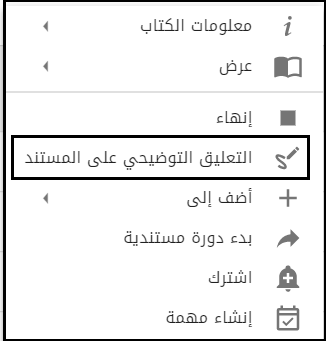 معلومات الكتاب
عرض
إنهاء
التعليق التوضيحي على المستند
أضف إلى
بدء دورة مستندية
اشترك
إنشاء مهمة